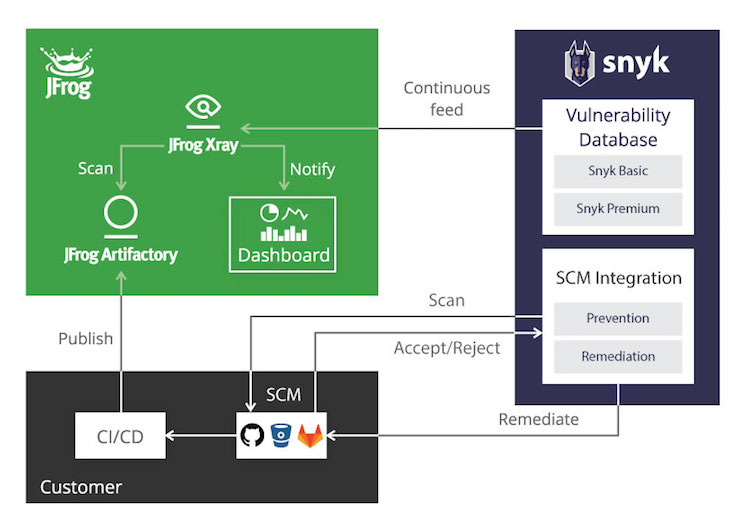 JFrog
JFrog Xray
Scan
Notify
JFrog Artifactory
Dashboard
Continuous
feed
snyk
Vulnerability
Database
Snyk Basic
Snyk Premium
SCM Integration
Prevention
Remediation
Scan
Accept/Reject
Remediate
Publish
SCM
CI/CD
Customer